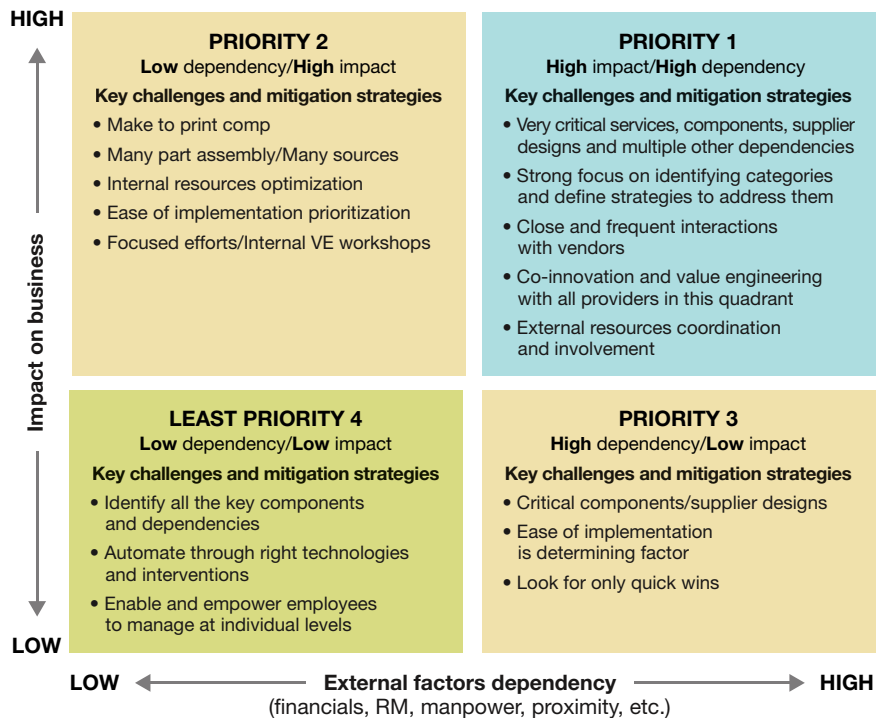 HIGH
Impact on business
LOW
PRIORITY 2
Low dependency/High impact
Key challenges and mitigation strategies
• Make to print comp
• Many part assembly/Many sources
• Internal resources optimization
• Ease of implementation prioritization
• Focused efforts/Internal VE workshops
PRIORITY 1
High impact/High dependency
Key challenges and mitigation strategies
• Very critical services, components, supplier
designs and multiple other dependencies
• Strong focus on identifying categories
and define strategies to address them
• Close and frequent interactions
with vendors
• Co-innovation and value engineering
with all providers in this quadrant
• External resources coordination
and involvement
LEAST PRIORITY 4
Low dependency/Low impact
Key challenges and mitigation strategies
• Identify all the key components
and dependencies
• Automate through right technologies
and interventions
• Enable and empower employees
to manage at individual levels
PRIORITY 3
High dependency/Low impact
Key challenges and mitigation strategies
• Critical components/supplier designs
• Ease of implementation
is determining factor
• Look for only quick wins
LOW
External factors dependency
HIGH
(financials, RM, manpower, proximity, etc.)